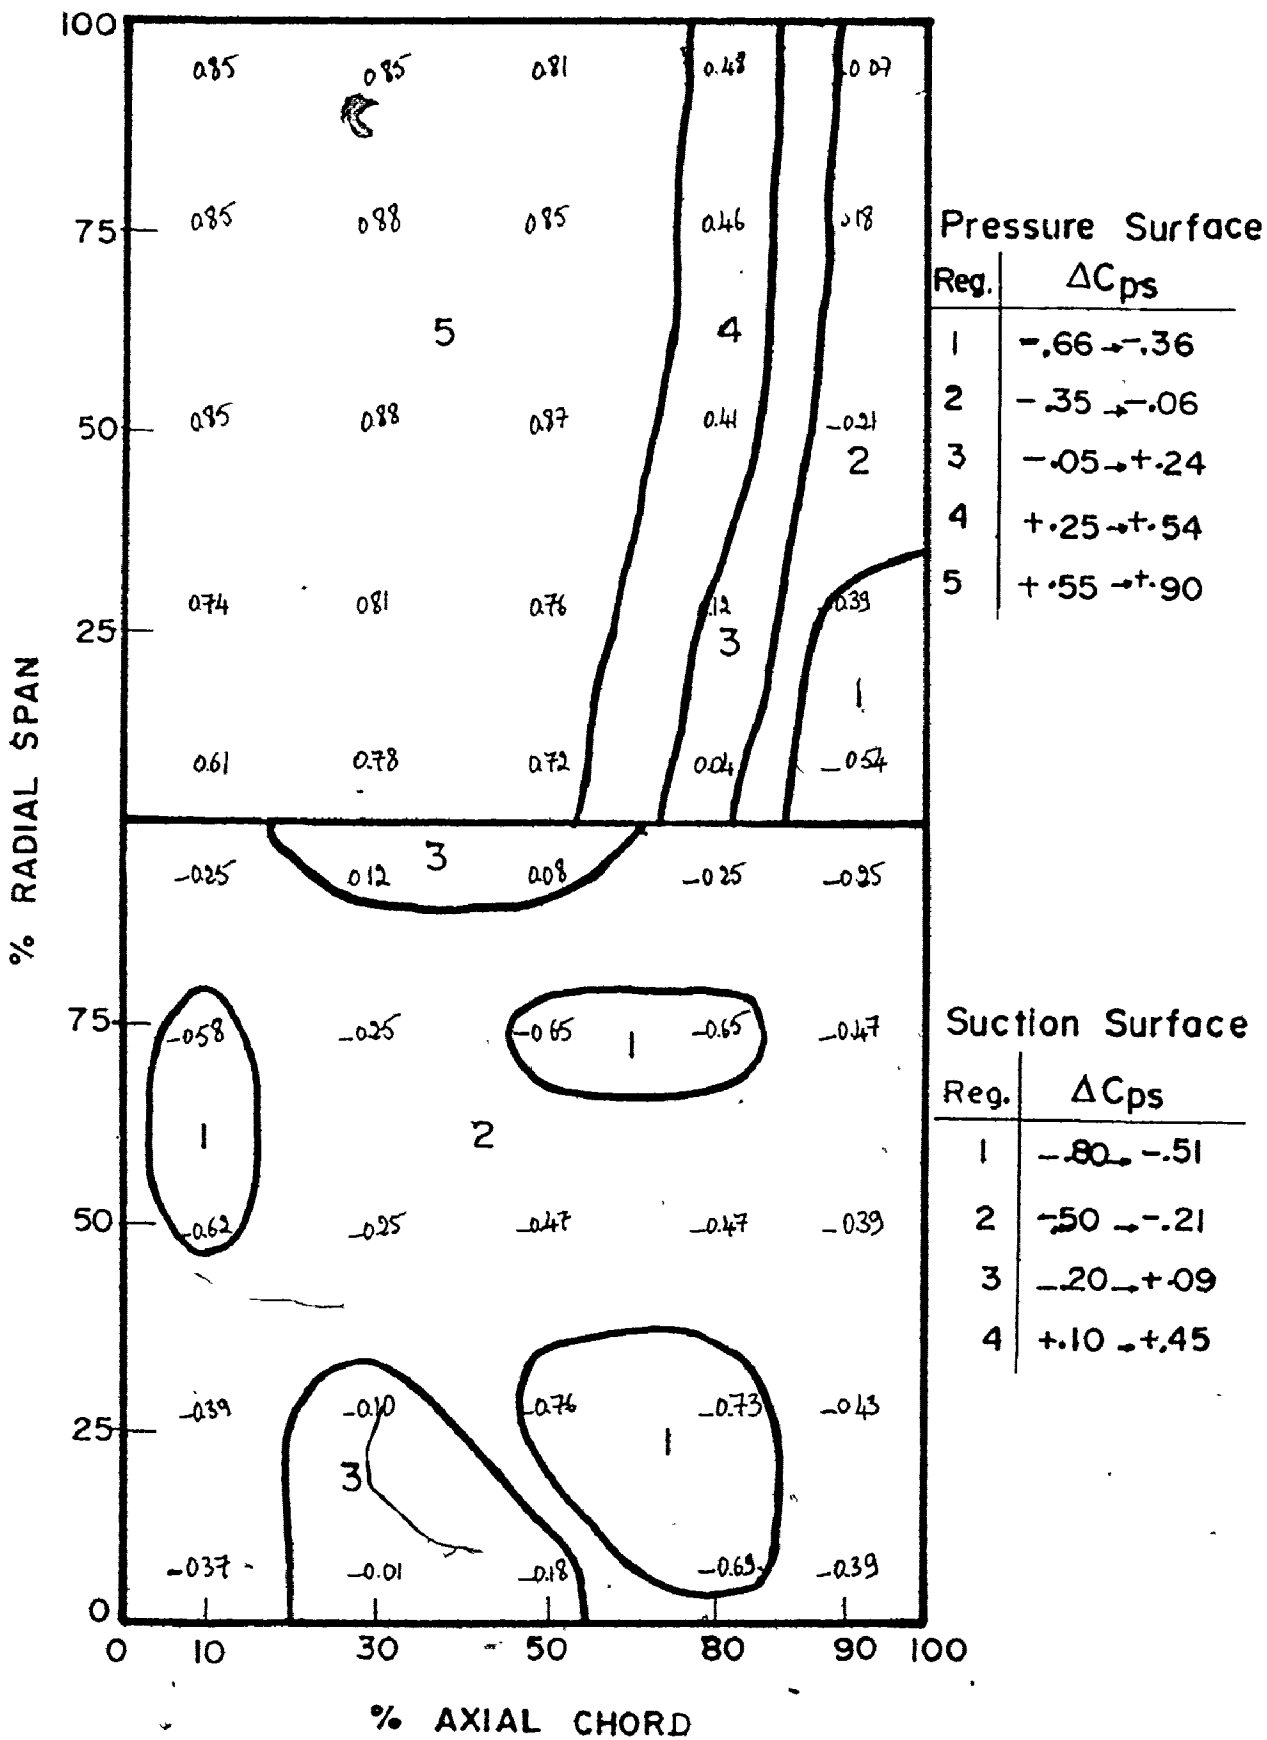 100
0.85 0.85 0.81 0.48 0.07
75 0.85 0.88 0.85 0.46 .18
5 4
50 0.85 0.88 0.87 0.41 -0.21
2
0.74 0.81 0.76 .12 0.39
25 3
1
0.61 0.78 0.72 0.04 -0.54
Pressure Surface
Reg. ΔCps
1 -.66→-.36
2 -.35→-.06
3 -.05→+.24
4 +.25→+.54
5 +.55→+.90
% RADIAL SPAN
3
-0.25 0.12 0.08 -0.25 -0.25
75 -0.58 -0.25 -0.65 -0.65 -0.47
1
1 2
50 -0.62 -0.25 -0.47 -0.47 -0.39
-0.39 -0.10 -0.76 -0.73 -0.43
25 1
3
-0.37 -0.01 -0.18 -0.69 -0.39
0
Suction Surface
Reg. ΔCps
1 -.80→-.51
2 -.50→-.21
3 -.20→+.09
4 +.10→+.45
0 10 30 50 80 90 100
% AXIAL CHORD